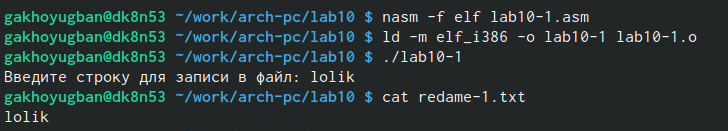 gakhoyugban@dk8n53 ~/work/arch-pc/lab10 $ nasm -f elf lab10-1.asm
gakhoyugban@dk8n53 ~/work/arch-pc/lab10 $ ld -m elf_i386 -o lab10-1 lab10-1.o
gakhoyugban@dk8n53 ~/work/arch-pc/lab10 $ ./lab10-1
Введите строку для записи в файл: lolik
gakhoyugban@dk8n53 ~/work/arch-pc/lab10 $ cat redame-1.txt
lolik